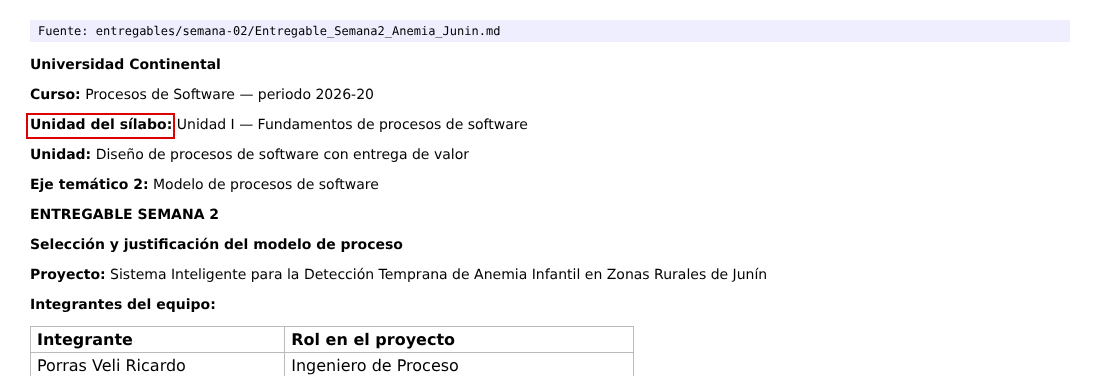 Fuente: entregables/semana-02/Entregable_Semana2_Anemia_Junin.md
Universidad Continental
Curso: Procesos de Software — periodo 2026-20
Unidad del sílabo: Unidad I — Fundamentos de procesos de software
Unidad: Diseño de procesos de software con entrega de valor
Eje temático 2: Modelo de procesos de software
ENTREGABLE SEMANA 2
Selección y justificación del modelo de proceso
Proyecto: Sistema Inteligente para la Detección Temprana de Anemia Infantil en Zonas Rurales de Junín
Integrantes del equipo:
Integrante Rol en el proyecto
Porras Veli Ricardo Ingeniero de Proceso